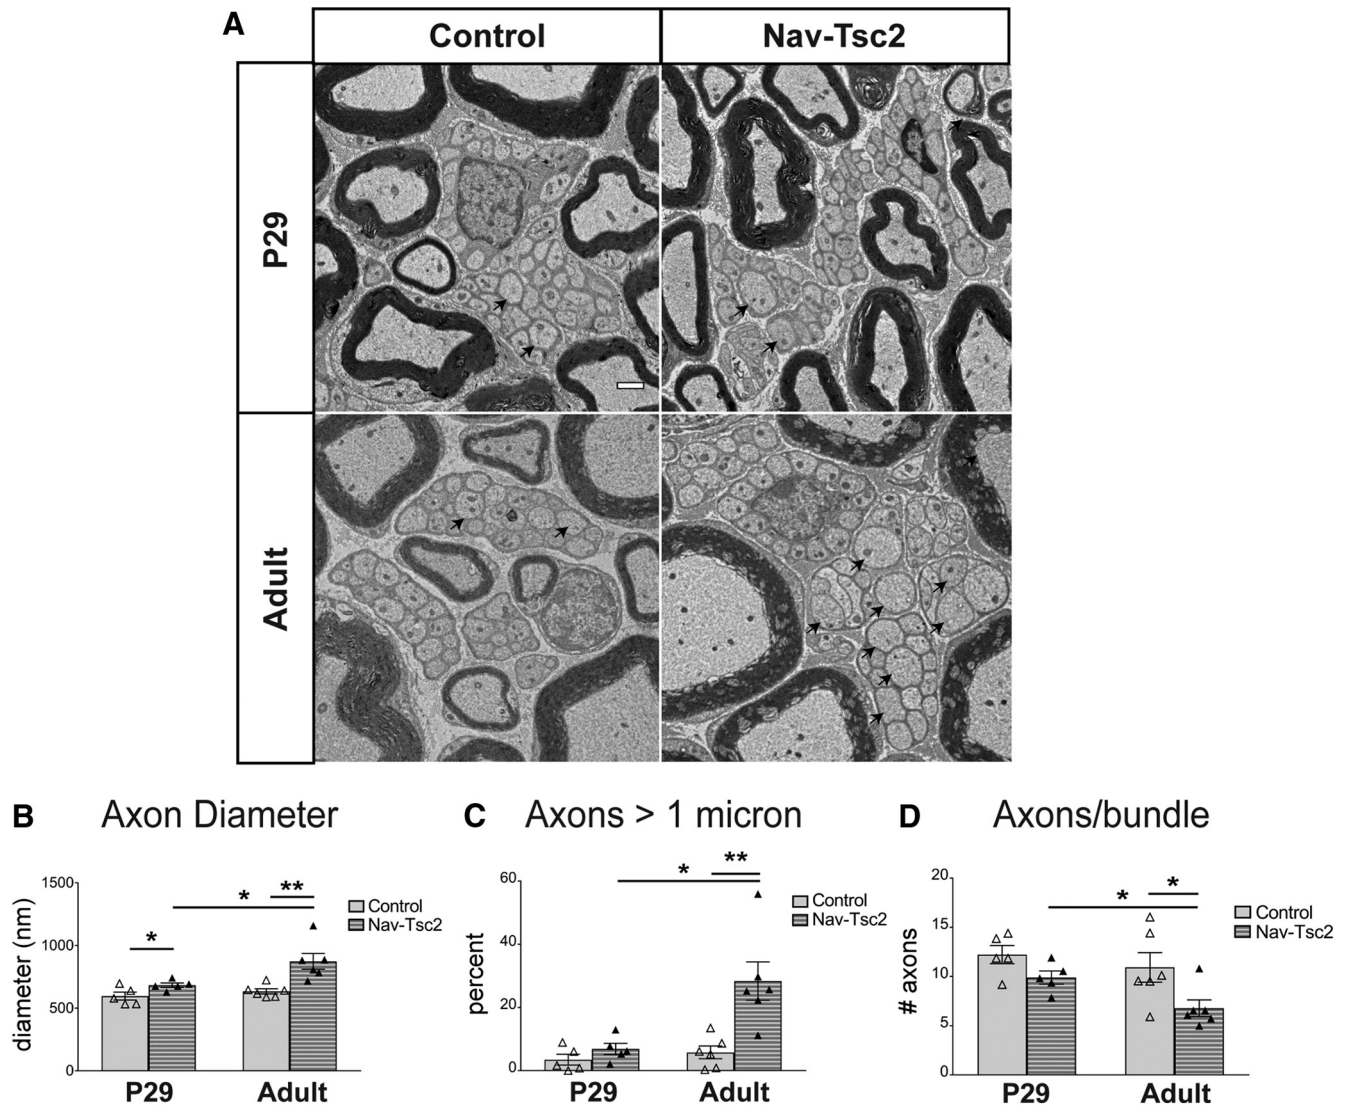 A
Control
Nav-Tsc2
P29
Adult
B
Axon Diameter
C
Axons > 1 micron
D
Axons/bundle
diameter (nm)
1500
1000
500
0
*
*
**
Control
Nav-Tsc2
P29
Adult
percent
60
40
20
0
*
**
Control
Nav-Tsc2
P29
Adult
# axons
20
15
10
5
0
*
*
Control
Nav-Tsc2
P29
Adult